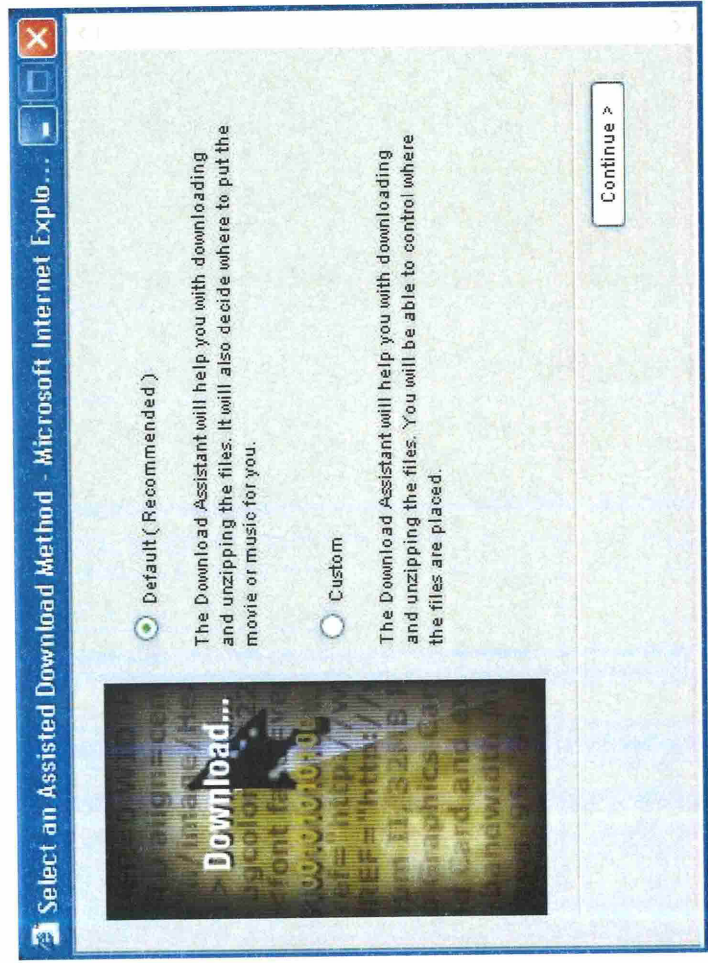 Select an Assisted Download Method - Microsoft Internet Explo...
Download...
Default ( Recommended )
The Download Assistant will help you with downloading
and unzipping the files. It will also decide where to put the
movie or music for you.
Custom
The Download Assistant will help you with downloading
and unzipping the files. You will be able to control where
the files are placed.
Continue >